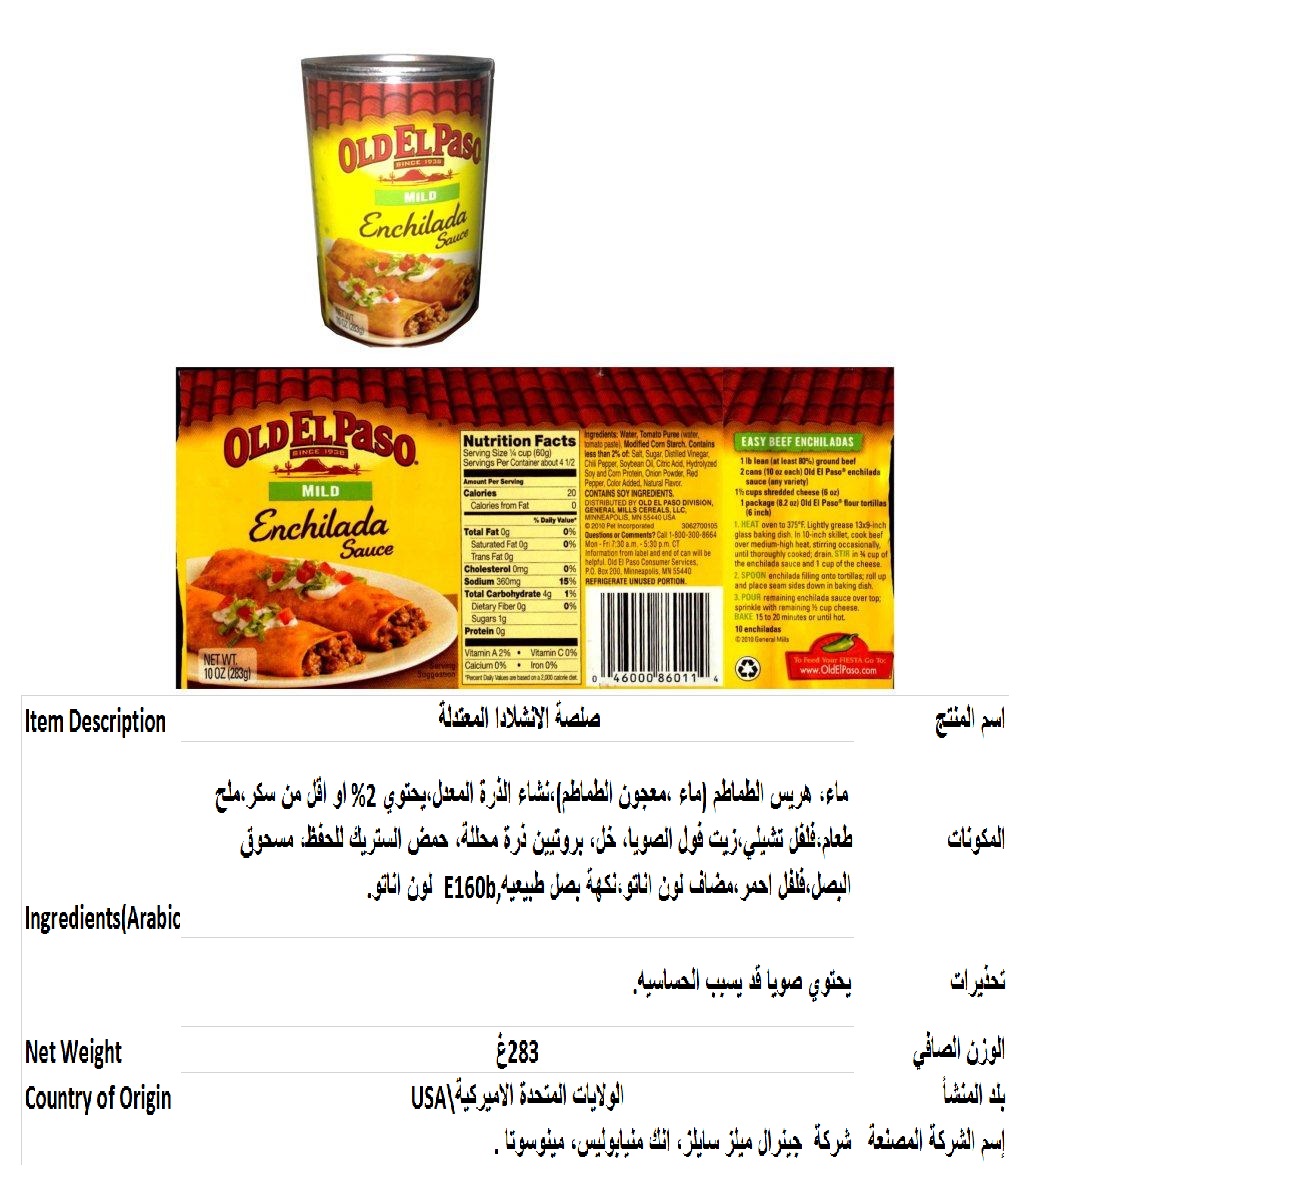 OLD EL PASO
SINCE 1938
MILD
Enchilada
Sauce
NET WT.
10 OZ (283g)
OLD EL PASO
SINCE 1938
MILD
Enchilada
Sauce
NET WT.
10 OZ (283g)
Serving
Suggestion
Nutrition Facts
Serving Size ¼ cup (60g)
Servings Per Container about 4 1/2
Amount Per Serving
Calories 20
Calories from Fat 0
% Daily Value*
Total Fat 0g 0%
Saturated Fat 0g 0%
Trans Fat 0g
Cholesterol 0mg 0%
Sodium 360mg 15%
Total Carbohydrate 4g 1%
Dietary Fiber 0g 0%
Sugars 1g
Protein 0g
Vitamin A 2% • Vitamin C 0%
Calcium 0% • Iron 0%
*Percent Daily Values are based on a 2,000 calorie diet.
Ingredients: Water, Tomato Puree (water,
tomato paste), Modified Corn Starch. Contains
less than 2% of: Salt, Sugar, Distilled Vinegar,
Chili Pepper, Soybean Oil, Citric Acid, Hydrolyzed
Soy and Corn Protein, Onion Powder, Red
Pepper, Color Added, Natural Flavor.
CONTAINS SOY INGREDIENTS.
DISTRIBUTED BY OLD EL PASO DIVISION,
GENERAL MILLS CEREALS, LLC,
MINNEAPOLIS, MN 55440 USA
© 2010 Pet Incorporated 3062700105
Questions or Comments? Call 1-800-300-8664
Mon - Fri 7:30 a.m. - 5:30 p.m. CT
Information from label and end of can will be
helpful. Old El Paso Consumer Services,
P.O. Box 200, Minneapolis, MN 55440
REFRIGERATE UNUSED PORTION.
0 46000 86011 4
EASY BEEF ENCHILADAS
1 lb lean (at least 80%) ground beef
2 cans (10 oz each) Old El Paso® enchilada
sauce (any variety)
1½ cups shredded cheese (6 oz)
1 package (8.2 oz) Old El Paso® flour tortillas
(6 inch)
1. HEAT oven to 375°F. Lightly grease 13x9-inch
glass baking dish. In 10-inch skillet, cook beef
over medium-high heat, stirring occasionally,
until thoroughly cooked; drain. STIR in ¾ cup of
the enchilada sauce and 1 cup of the cheese.
2. SPOON enchilada filling onto tortillas; roll up
and place seam sides down in baking dish.
3. POUR remaining enchilada sauce over top;
sprinkle with remaining ½ cup cheese.
BAKE 15 to 20 minutes or until hot.
10 enchiladas
© 2010 General Mills
To Feed Your FIESTA Go To:
www.OldElPaso.com
Item Description صلصة الانشلادا المعتدلة اسم المنتج
ماء، هريس الطماطم (ماء ،معجون الطماطم)،نشاء الذرة المعدل،يحتوي 2% او اقل من سكر،ملح
المكونات طعام،فلفل تشيلي،زيت فول الصويا، خل، بروتيين ذرة محللة، حمض الستريك للحفظ، مسحوق
البصل،فلفل احمر،مضاف لون اناتو،نكهة بصل طبيعيه,E160b لون اناتو.
Ingredients(Arabic
تحذيرات يحتوي صويا قد يسبب الحساسيه.
Net Weight 283غ الوزن الصافي
Country of Origin الولايات المتحدة الاميركية\USA بلد المنشأ
إسم الشركة المصنعة شركة جينرال ميلز سايلز، انك منيابوليس، مينوسوتا .